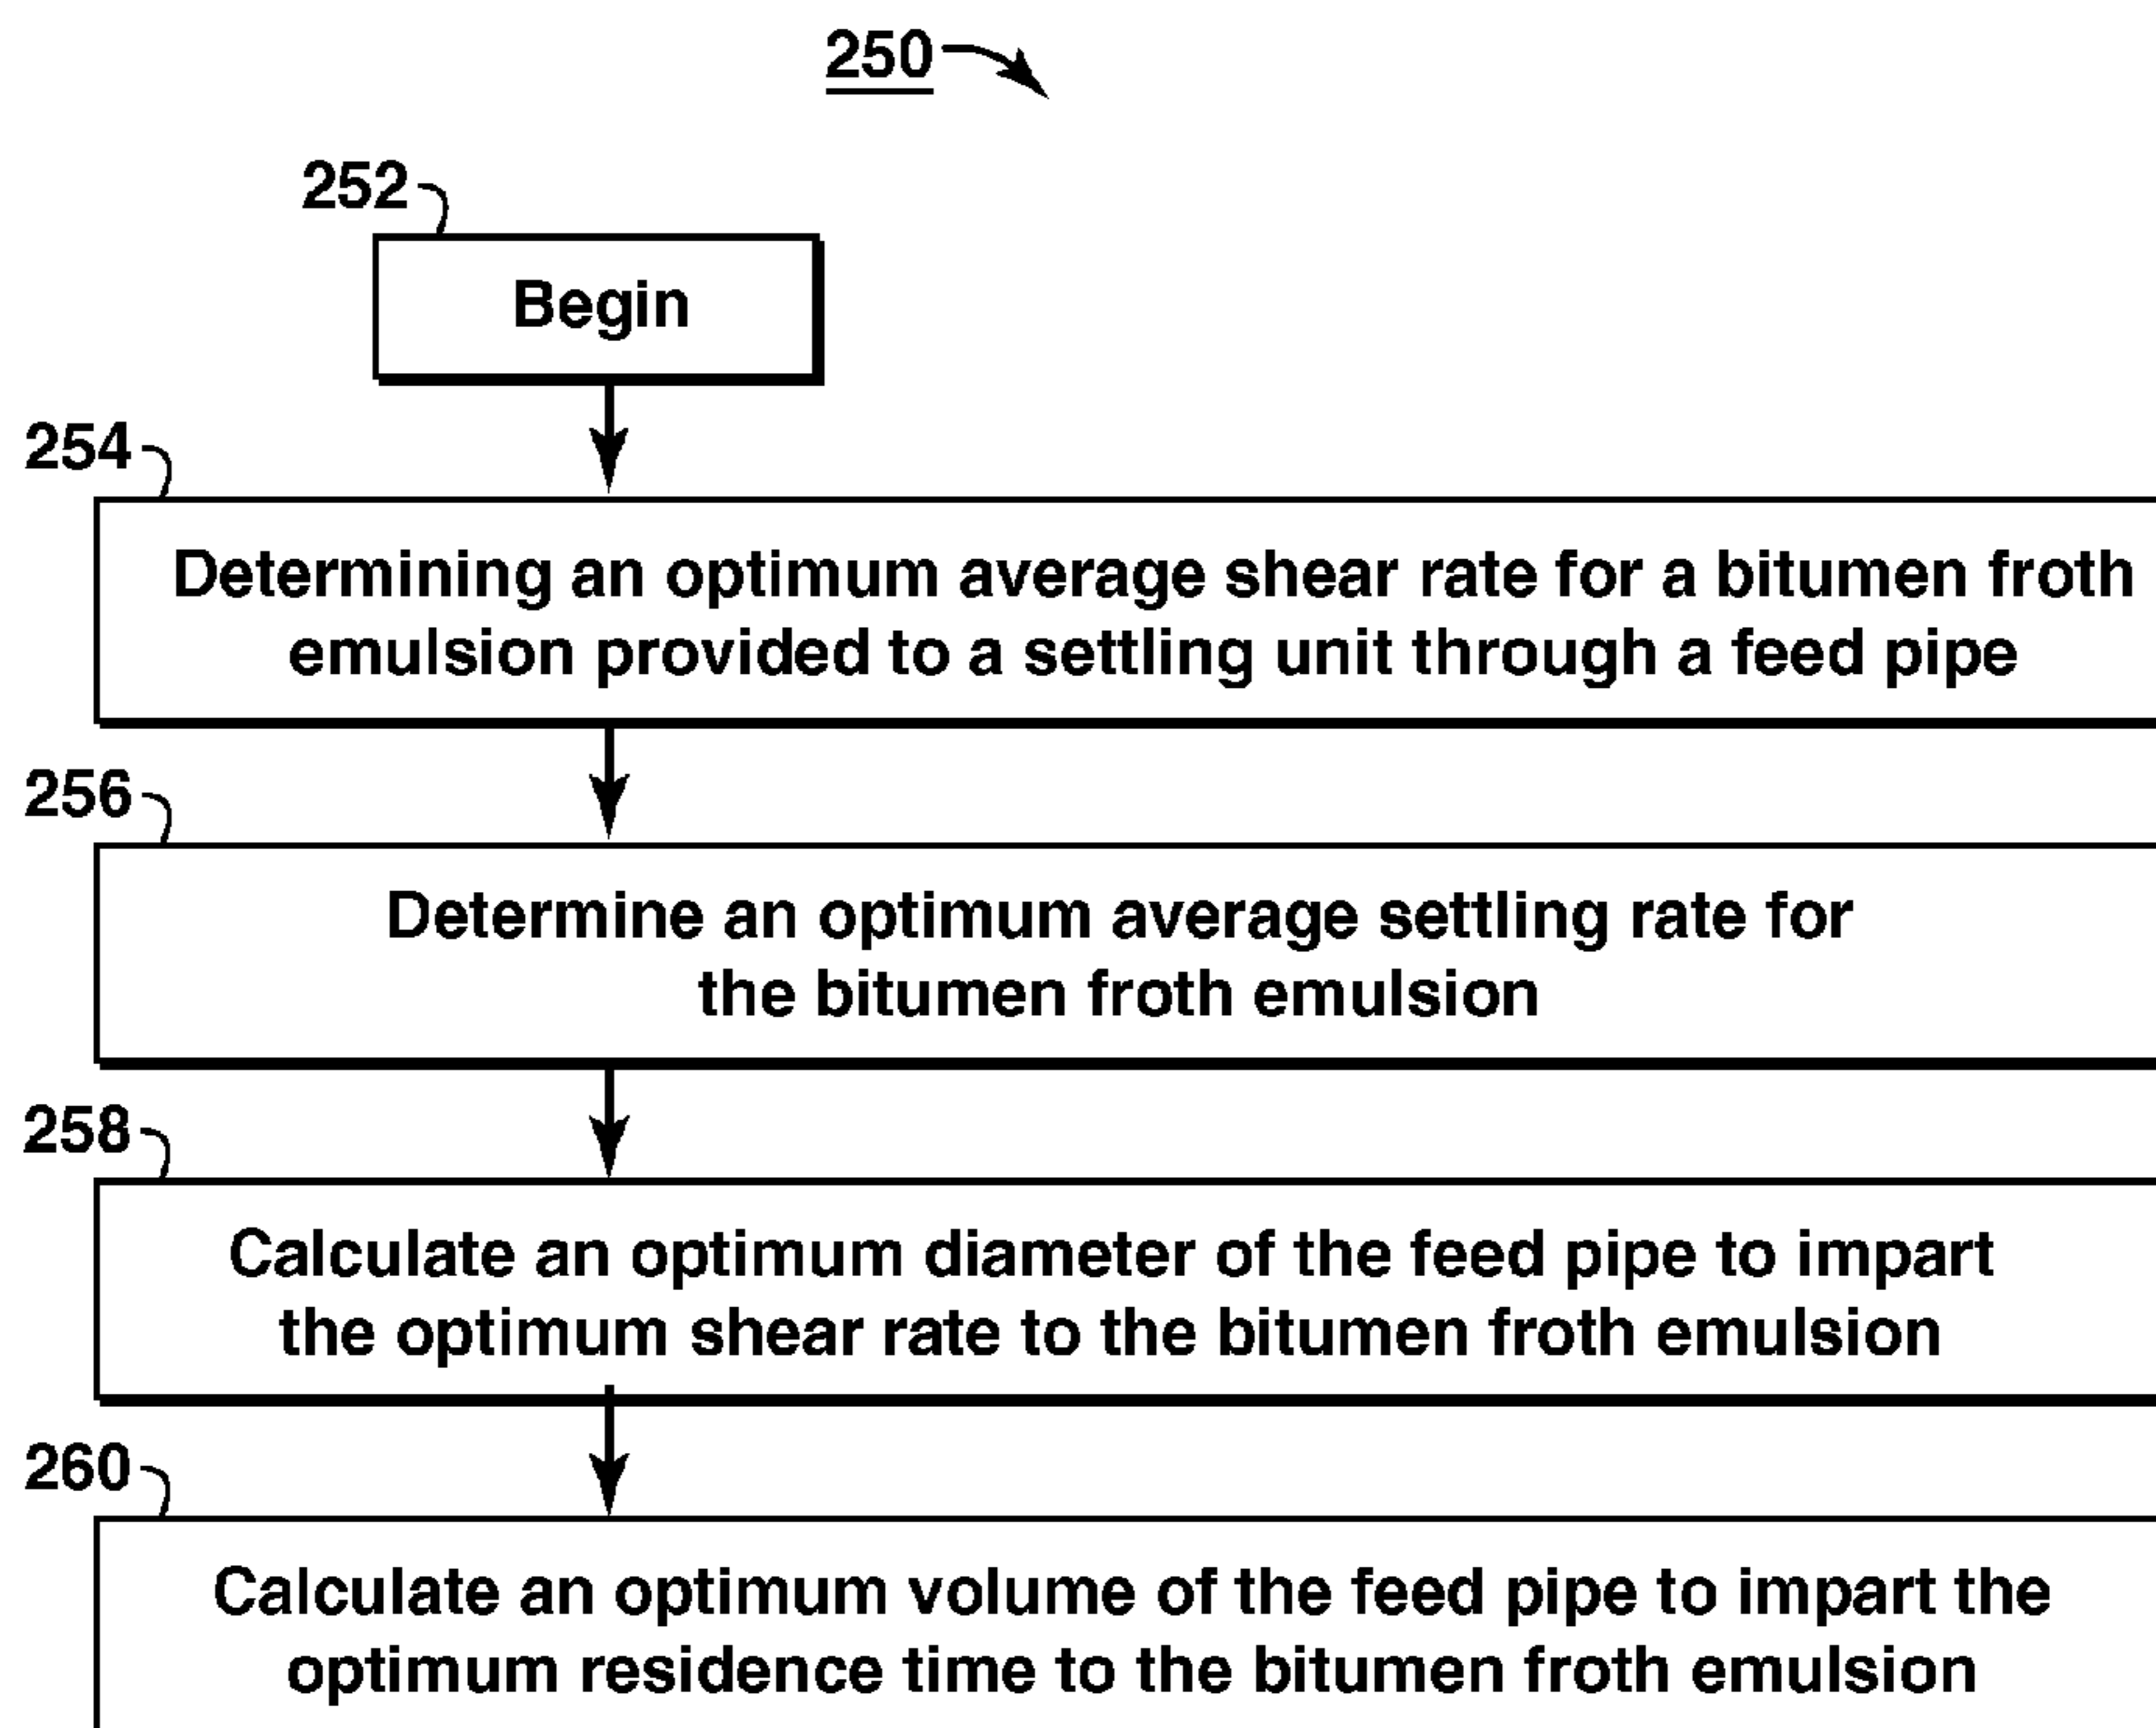 250
252
Begin
254
Determining an optimum average shear rate for a bitumen froth
emulsion provided to a settling unit through a feed pipe
256
Determine an optimum average settling rate for
the bitumen froth emulsion
258
Calculate an optimum diameter of the feed pipe to impart
the optimum shear rate to the bitumen froth emulsion
260
Calculate an optimum volume of the feed pipe to impart the
optimum residence time to the bitumen froth emulsion